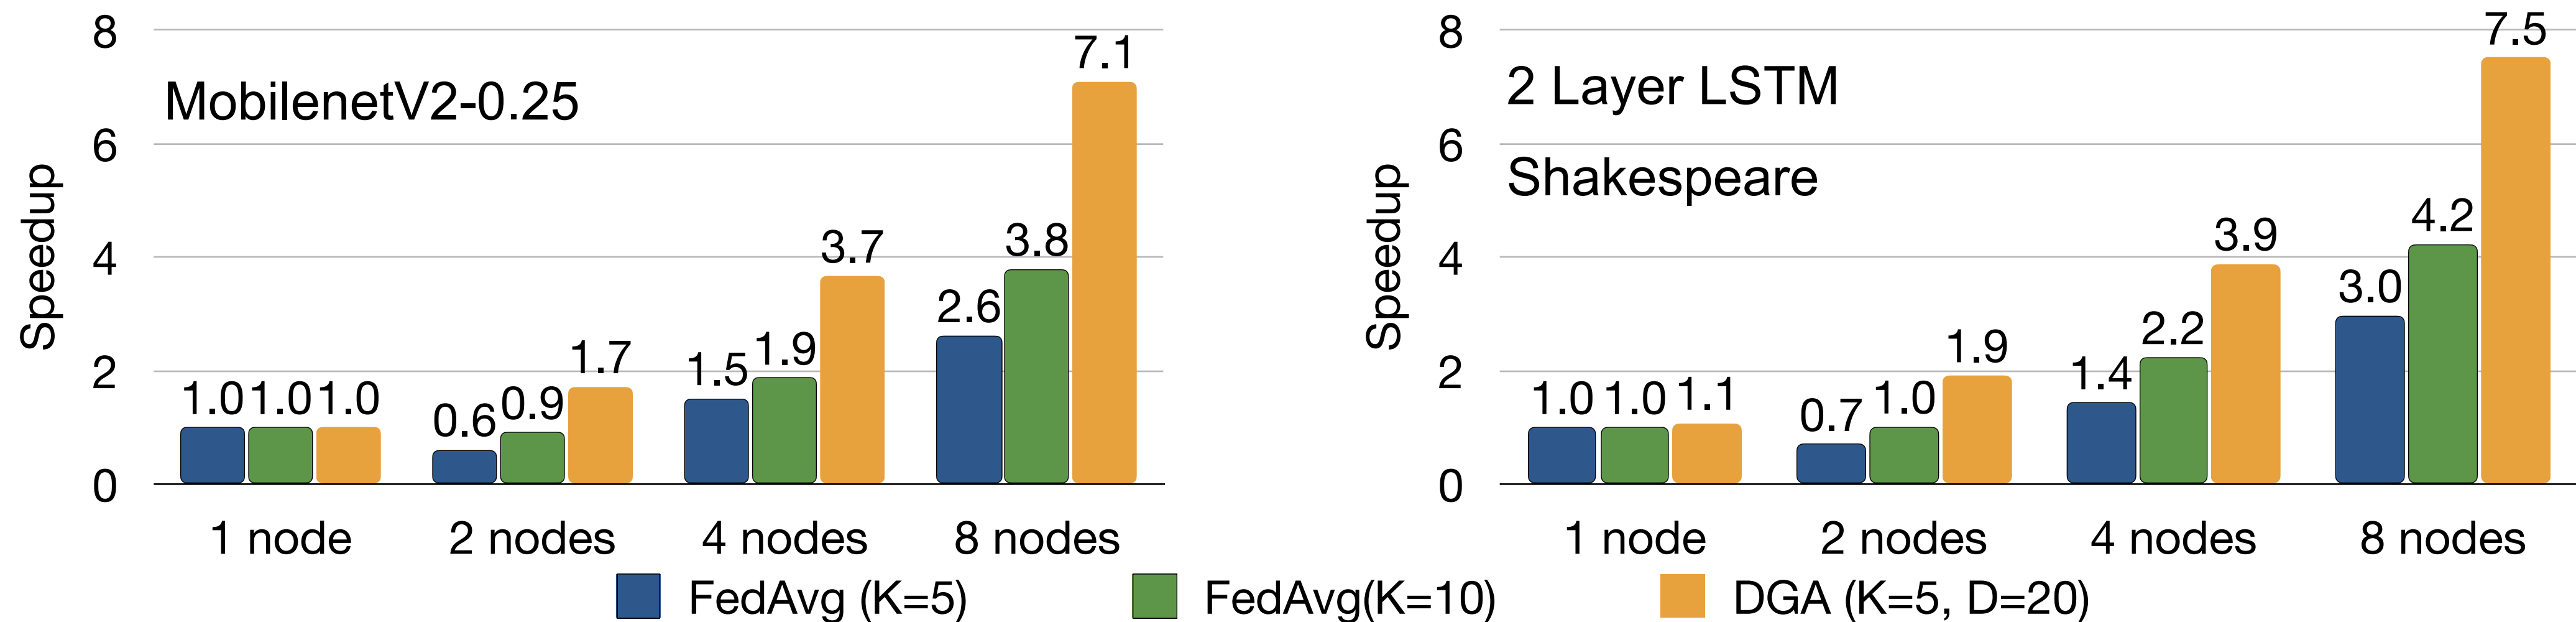 8
6
4
2
0
Speedup
MobilenetV2-0.25
1.0 1.0 1.0
0.6 0.9 1.7
1.5 1.9 3.7
2.6 3.8 7.1
1 node 2 nodes 4 nodes 8 nodes
8
6
4
2
0
Speedup
2 Layer LSTM
Shakespeare
1.0 1.0 1.1
0.7 1.0 1.9
1.4 2.2 3.9
3.0 4.2 7.5
1 node 2 nodes 4 nodes 8 nodes
FedAvg (K=5) FedAvg(K=10) DGA (K=5, D=20)